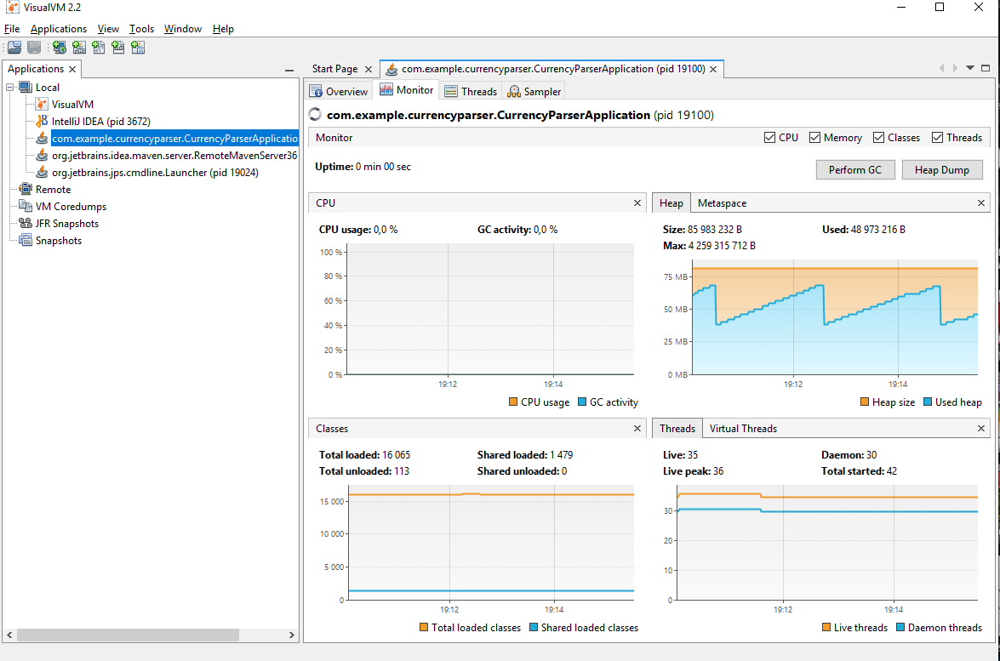 VisualVM 2.2
File Applications View Tools Window Help
Applications
Local
VisualVM
IntelliJ IDEA (pid 3672)
com.example.currencyparser.CurrencyParserApplicatio
org.jetbrains.idea.maven.server.RemoteMavenServer36
org.jetbrains.jps.cmdline.Launcher (pid 19024)
Remote
VM Coredumps
JFR Snapshots
Snapshots
Start Page com.example.currencyparser.CurrencyParserApplication (pid 19100)
Overview Monitor Threads Sampler
com.example.currencyparser.CurrencyParserApplication (pid 19100)
Monitor CPU Memory Classes Threads
Uptime: 0 min 00 sec Perform GC Heap Dump
CPU
CPU usage: 0,0 % GC activity: 0,0 %
100 %
80 %
60 %
40 %
20 %
0 %
19:12 19:14
CPU usage GC activity
Heap Metaspace
Size: 85 983 232 B Used: 48 973 216 B
Max: 4 259 315 712 B
75 MB
50 MB
25 MB
0 MB
19:12 19:14
Heap size Used heap
Classes
Total loaded: 16 065 Shared loaded: 1 479
Total unloaded: 113 Shared unloaded: 0
15 000
10 000
5 000
0
19:12 19:14
Total loaded classes Shared loaded classes
Threads Virtual Threads
Live: 35 Daemon: 30
Live peak: 36 Total started: 42
30
20
10
0
19:12 19:14
Live threads Daemon threads